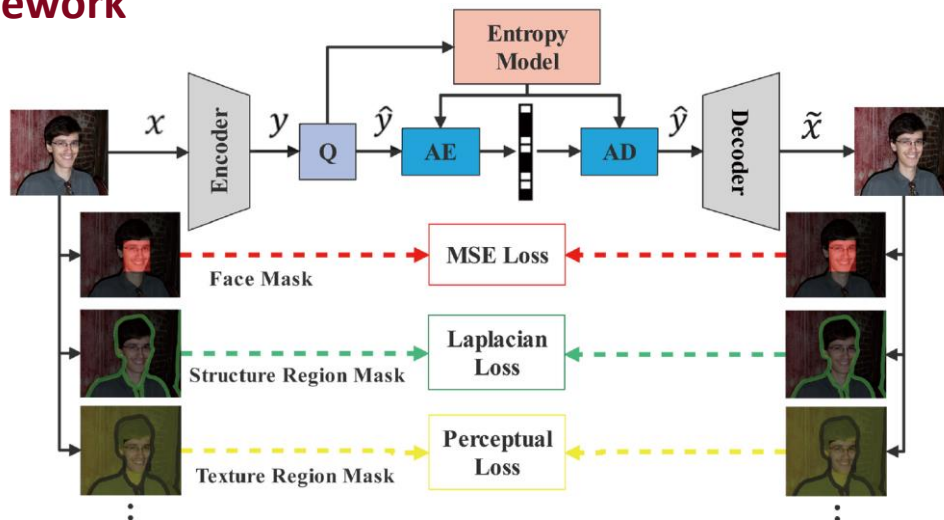 ework
Entropy
Model
x
Encoder
y
Q
ŷ
AE
AD
ŷ
Decoder
x̃
MSE Loss
Face Mask
Laplacian
Loss
Structure Region Mask
Perceptual
Loss
Texture Region Mask